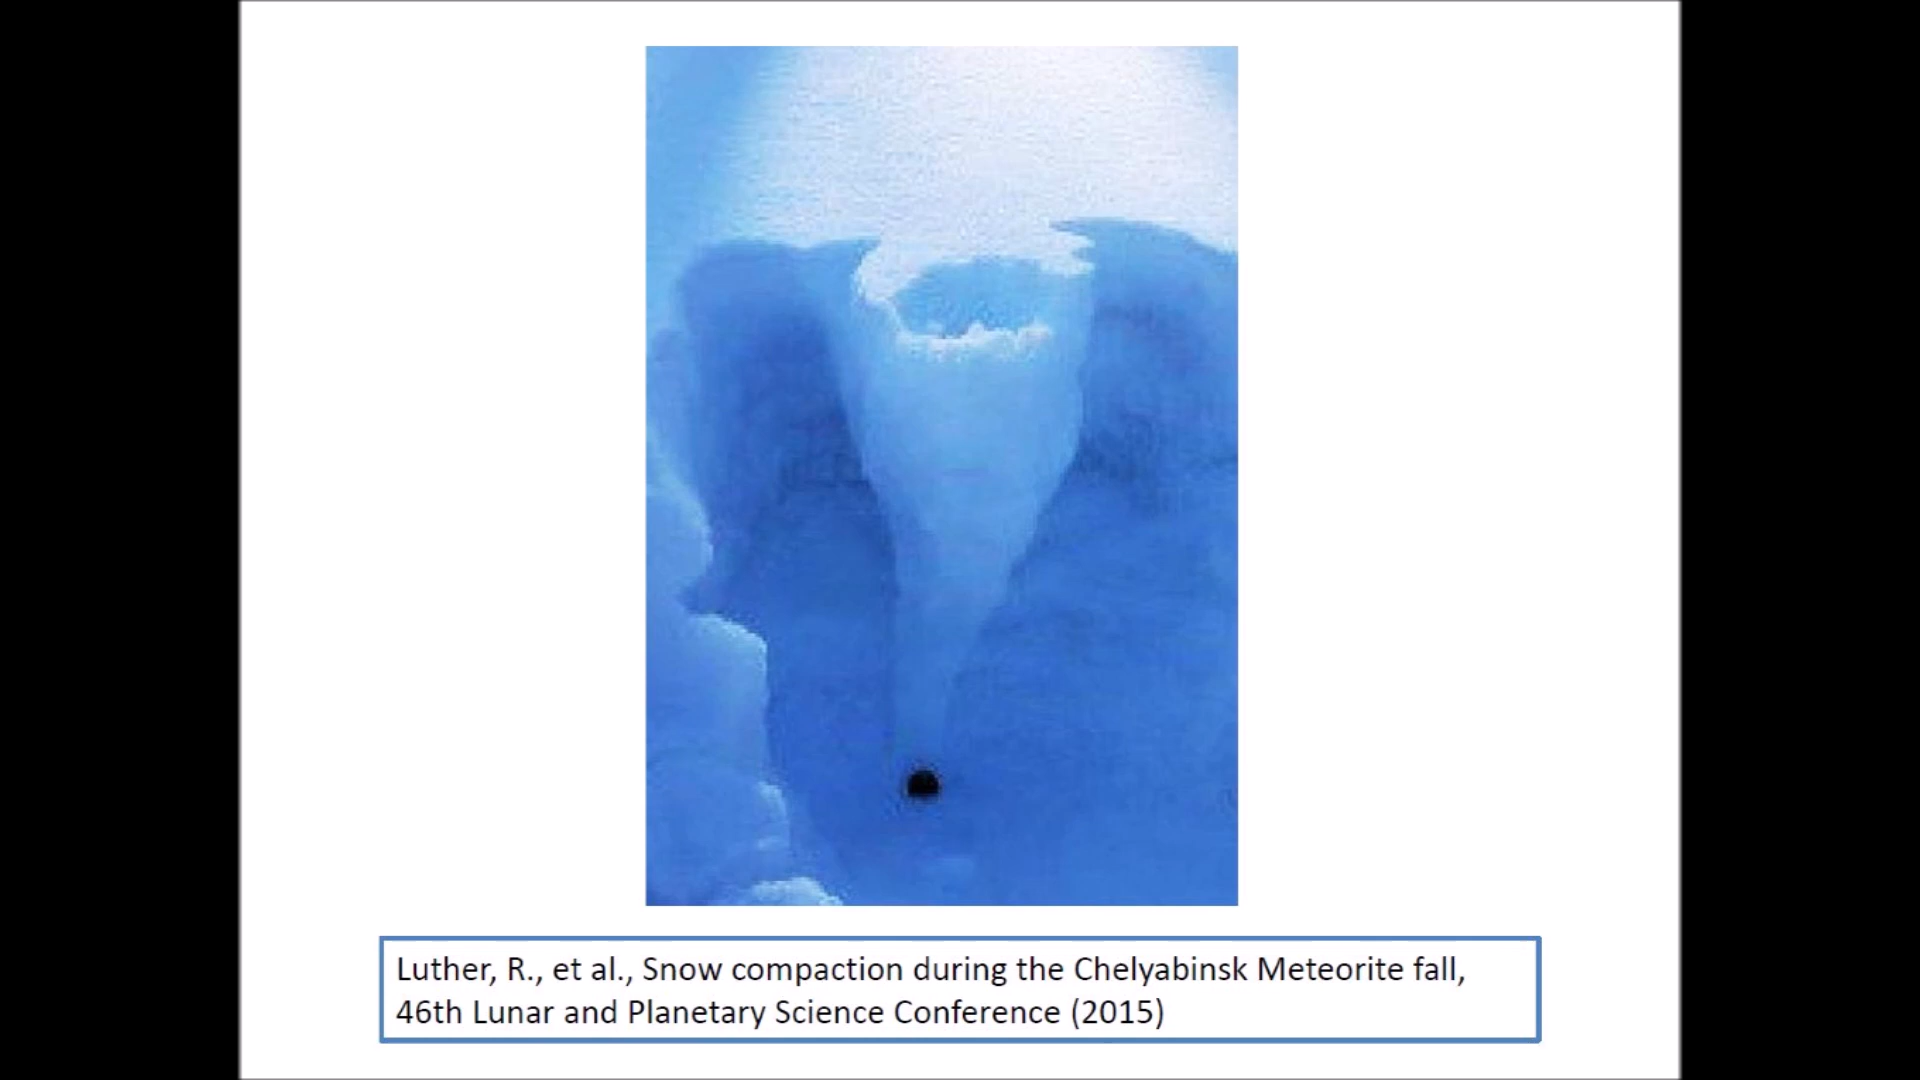 Luther, R., et al., Snow compaction during the Chelyabinsk Meteorite fall,
46th Lunar and Planetary Science Conference (2015)